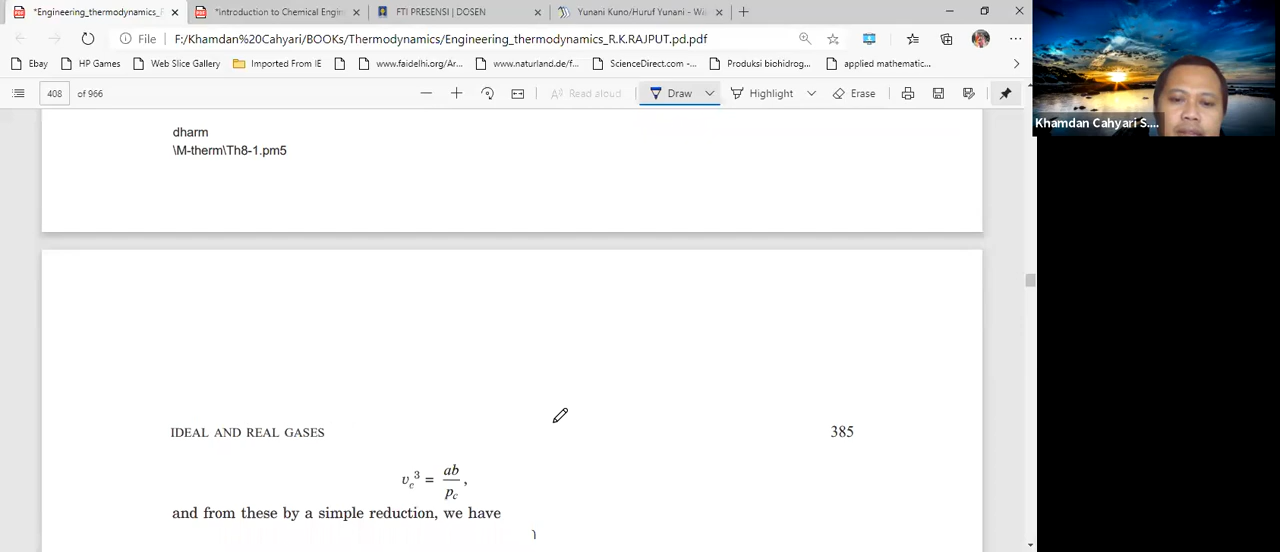 *Engineering_thermodynamics_F
*Introduction to Chemical Engin
FTI PRESENSI | DOSEN
Yunani Kuno/Huruf Yunani - Wi
File
F:/Khamdan%20Cahyari/BOOKs/Thermodynamics/Engineering_thermodynamics_R.K.RAJPUT.pd.pdf
Ebay
HP Games
Web Slice Gallery
Imported From IE
www.faidelhi.org/Ar...
www.naturland.de/f...
ScienceDirect.com -...
Produksi biohidrog...
applied mathematic...
408 of 966
Read aloud
Draw
Highlight
Erase
Khamdan Cahyari S....
dharm
\M-therm\Th8-1.pm5
IDEAL AND REAL GASES 385
v_c^3 = ab/p_c,
and from these by a simple reduction, we have